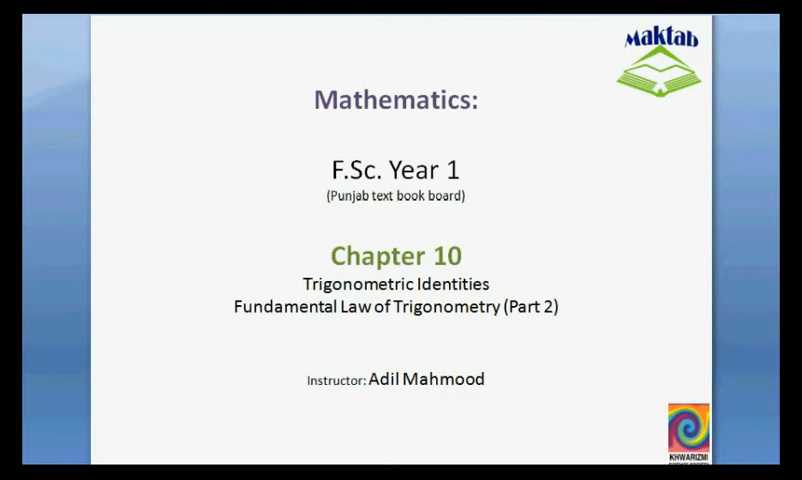 Maktab
Mathematics:
F.Sc. Year 1
(Punjab text book board)
Chapter 10
Trigonometric Identities
Fundamental Law of Trigonometry (Part 2)
Instructor: Adil Mahmood
KHWARIZMI